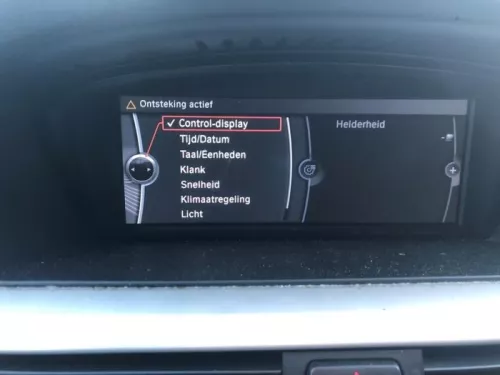 Ontsteking actief
✓ Control-display
Helderheid
Tijd/Datum
Taal/Eenheden
Klank
Snelheid
Klimaatregeling
Licht